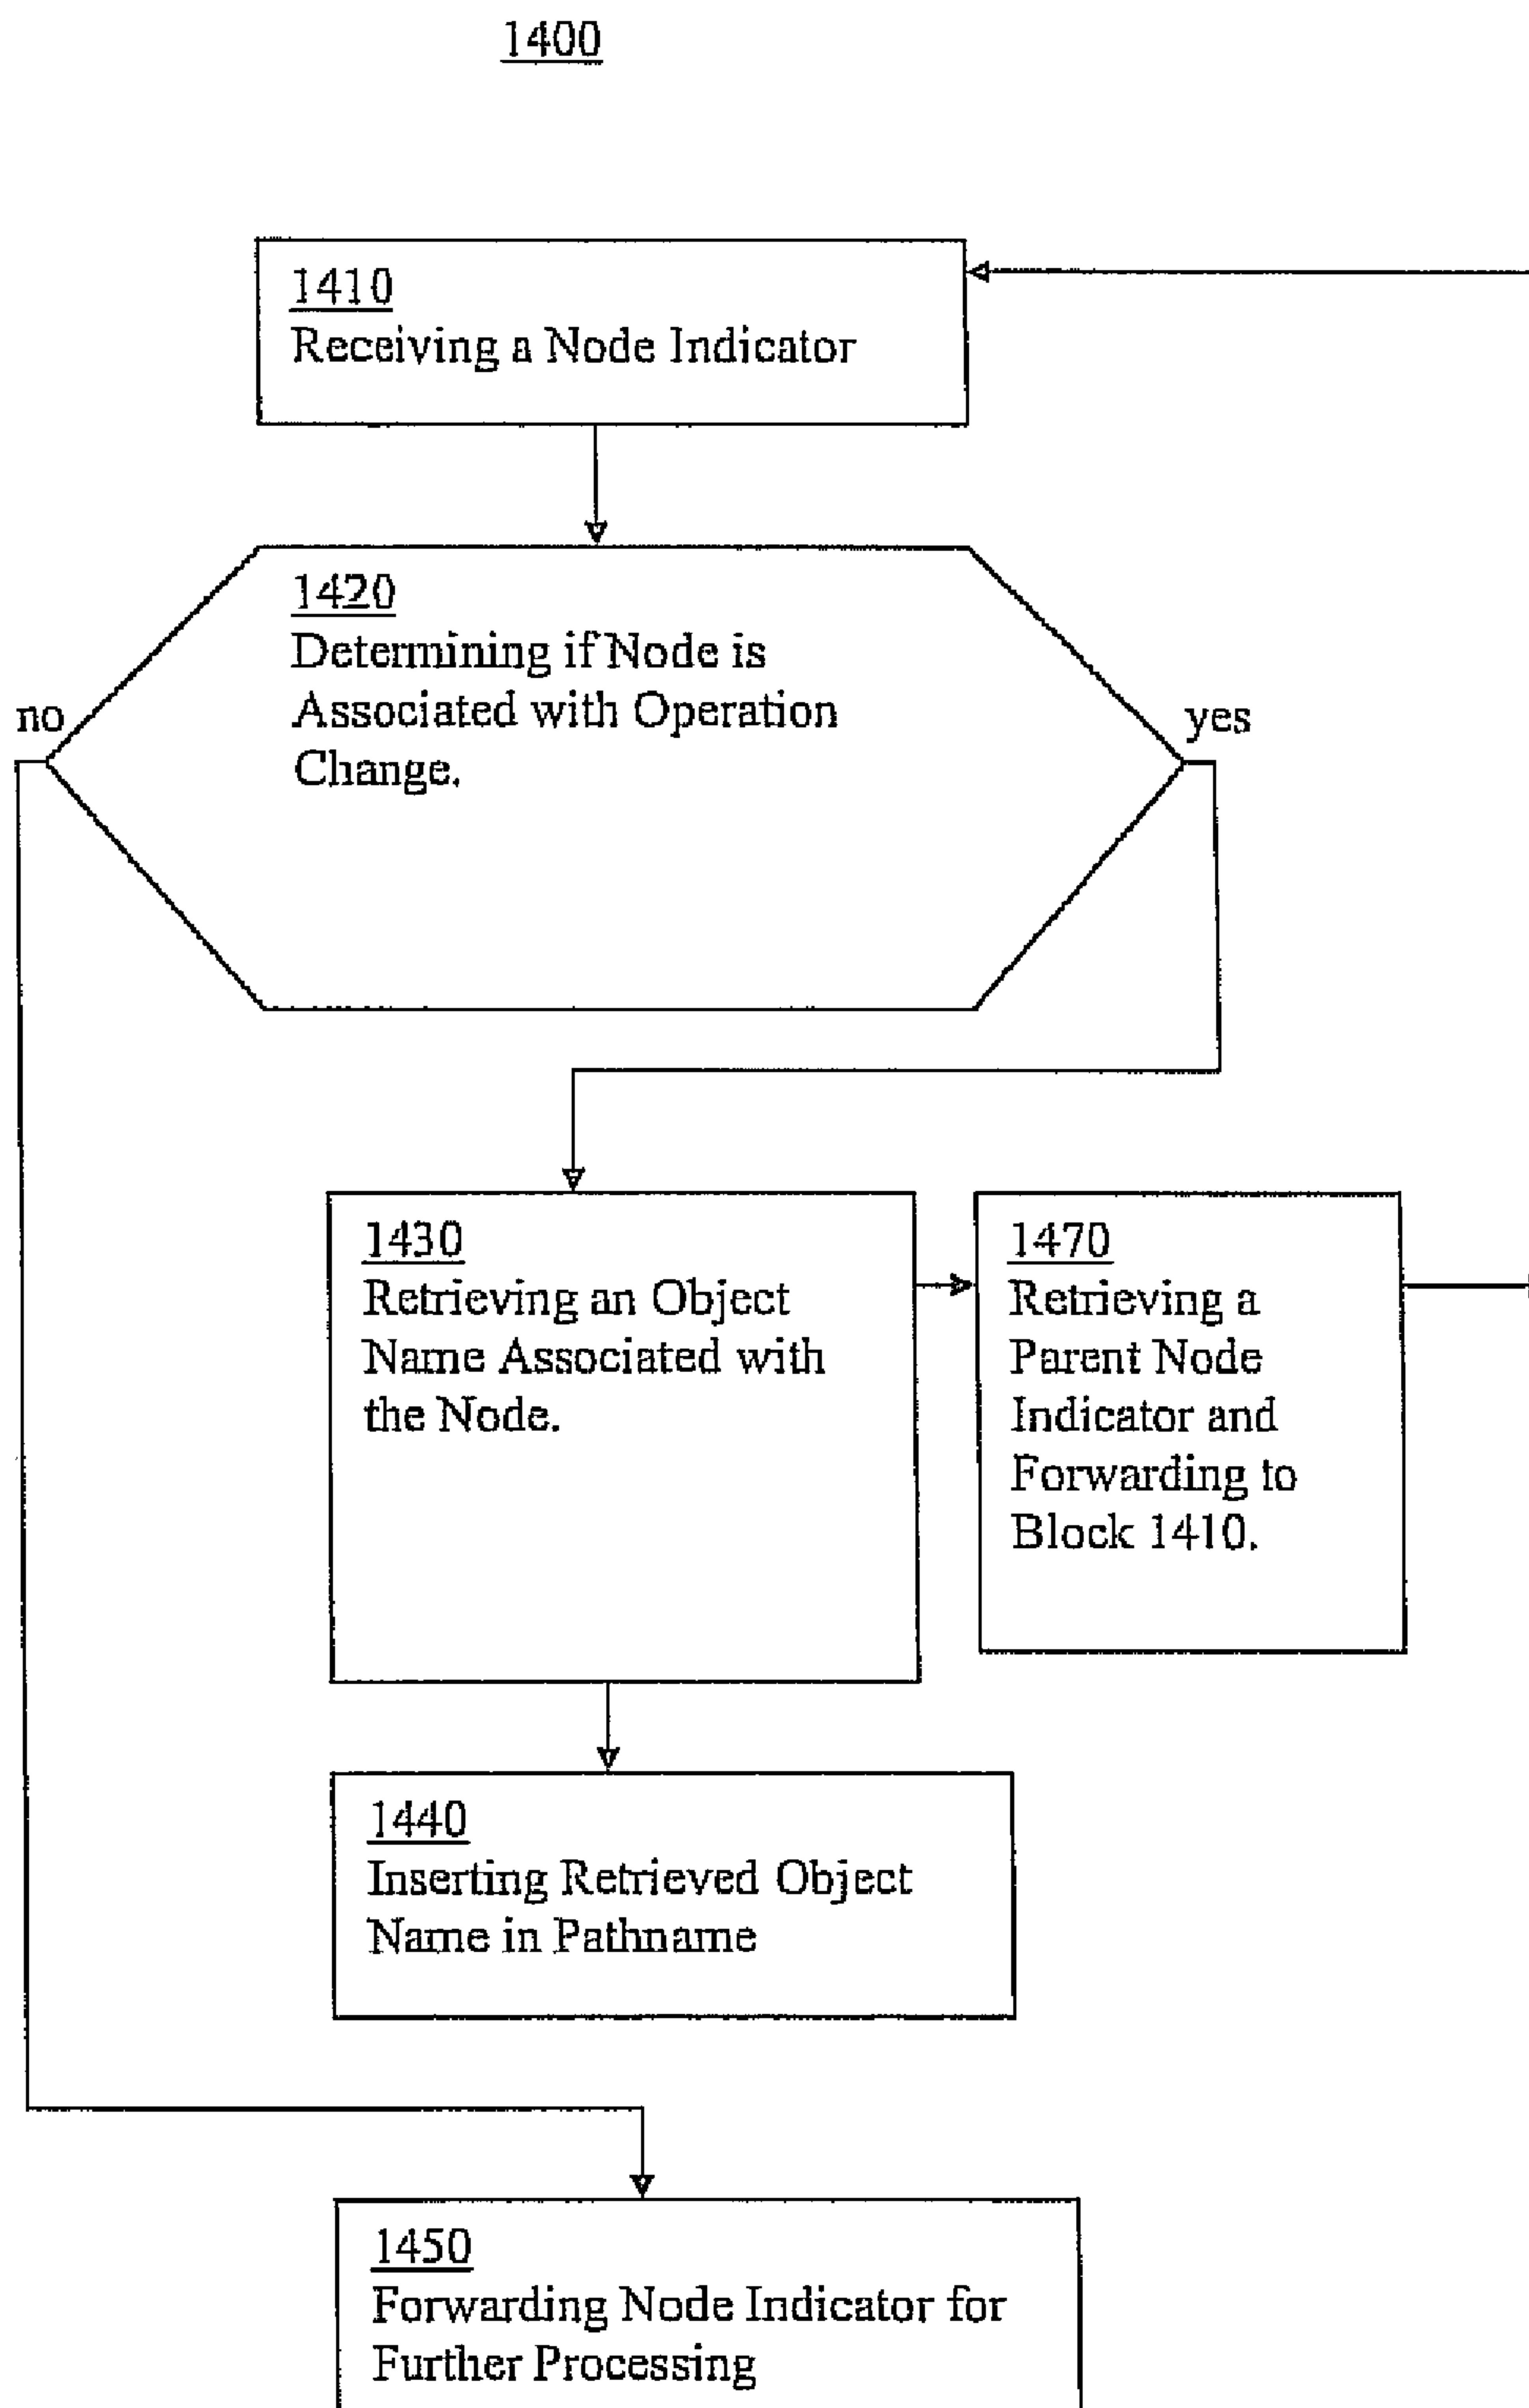 1400
1410
Receiving a Node Indicator
1420
Determining if Node is
Associated with Operation
Change.
no
yes
1430
Retrieving an Object
Name Associated with
the Node.
1470
Retrieving a
Parent Node
Indicator and
Forwarding to
Block 1410.
1440
Inserting Retrieved Object
Name in Pathname
1450
Forwarding Node Indicator for
Further Processing